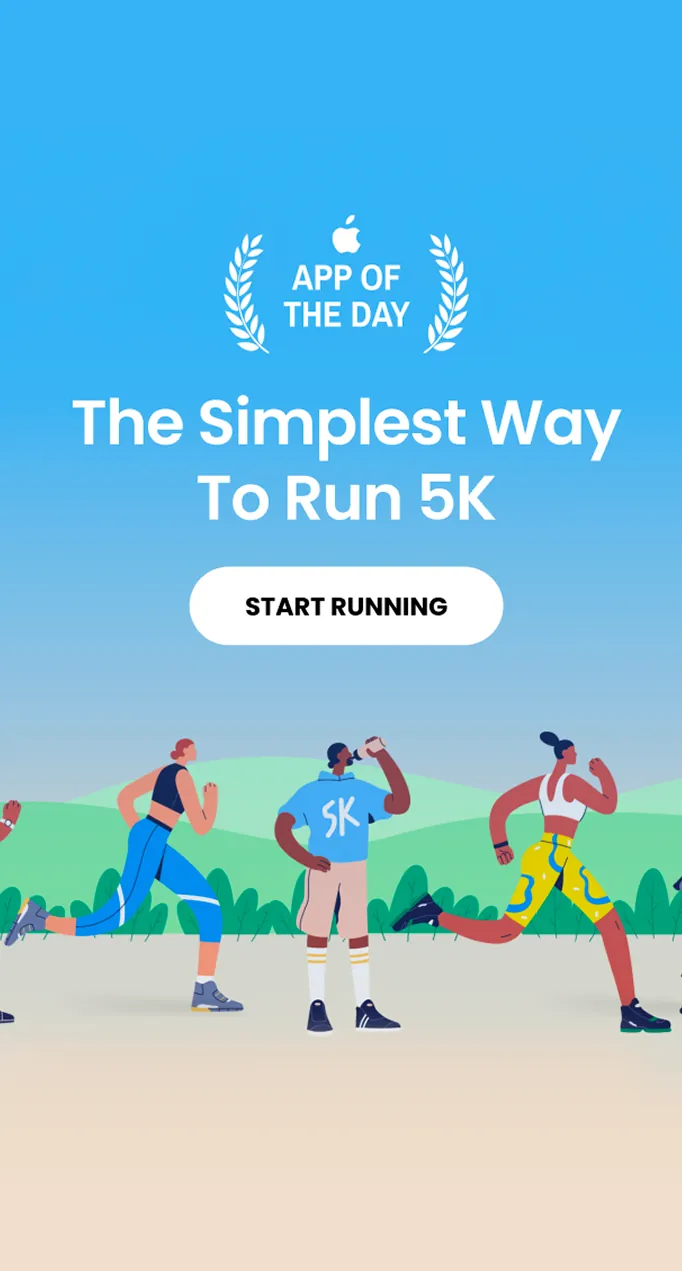 APP OF
THE DAY
The Simplest Way
To Run 5K
START RUNNING
5K